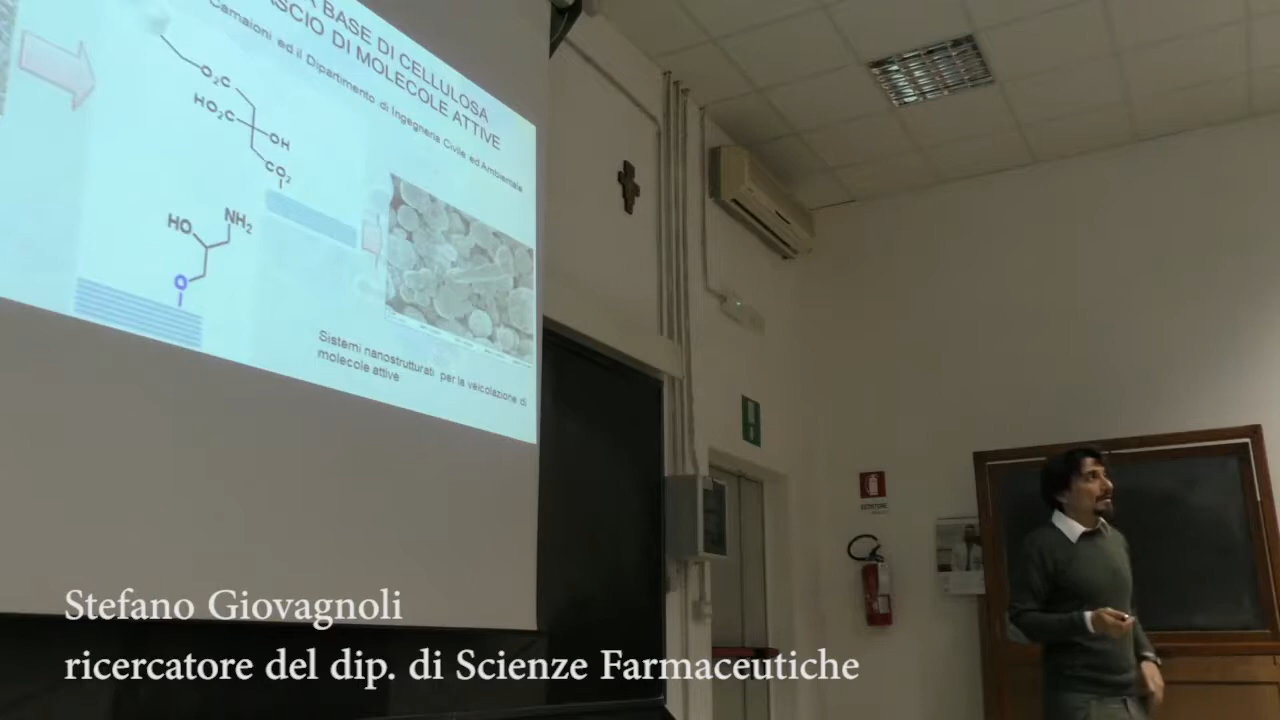 A BASE DI CELLULOSA
SCIO DI MOLECOLE ATTIVE
Camaioni ed il Dipartimento di Ingegneria Civile ed Ambientale
O₂C
HO₂C
OH
CO₂
HO
NH₂
O
Sistemi nanostrutturati per la veicolazione di
molecole attive
ESTINTORE
Stefano Giovagnoli
ricercatore del dip. di Scienze Farmaceutiche